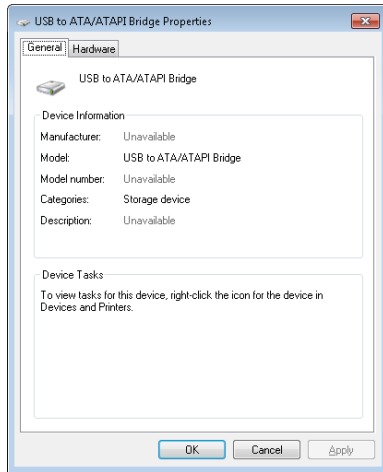 USB to ATA/ATAPI Bridge Properties
General Hardware
USB to ATA/ATAPI Bridge
Device Information
Manufacturer: Unavailable
Model: USB to ATA/ATAPI Bridge
Model number: Unavailable
Categories: Storage device
Description: Unavailable
Device Tasks
To view tasks for this device, right-click the icon for the device in
Devices and Printers.
OK Cancel Apply